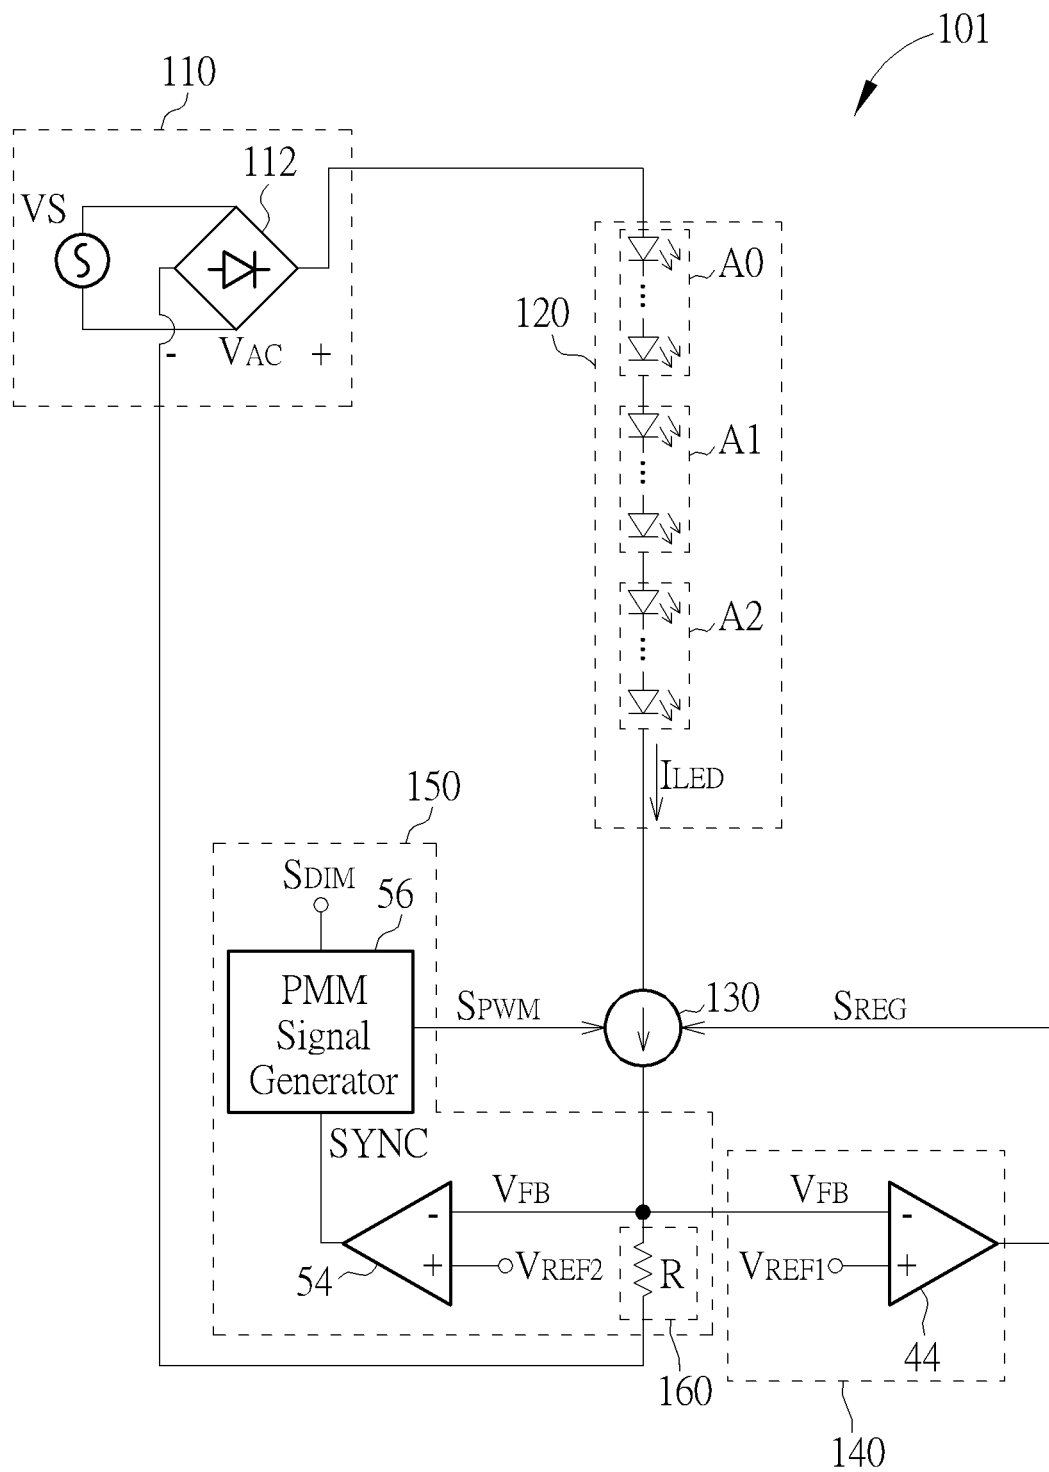 101
110
112
VS
- VAC +
120
A0
A1
A2
ILED
150
SDIM
56
PMM
Signal
Generator
SPWM
130
SREG
SYNC
VFB
VFB
-
-
54
+
VREF2
R
VREF1
+
44
160
140